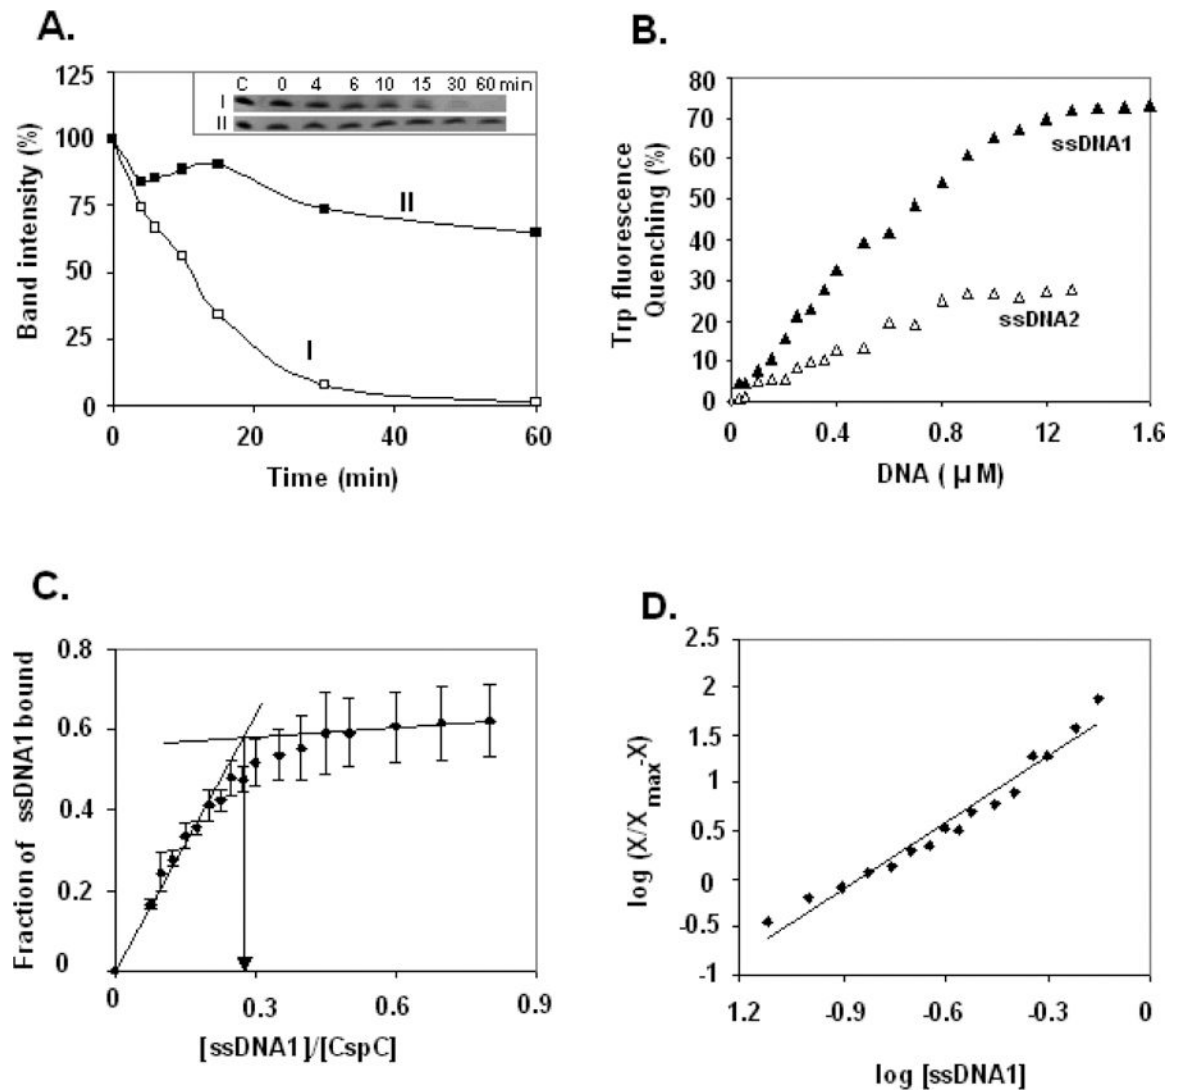 A.
125
100
75
50
25
0
Band intensity (%)
C 0 4 6 10 15 30 60 min
I
II
II
I
0 20 40 60
Time (min)
B.
80
70
60
50
40
30
20
10
0
Trp fluorescence
Quenching (%)
ssDNA1
ssDNA2
0 0.4 0.8 12 1.6
DNA ( µM)
C.
0.8
0.6
0.4
0.2
0
Fraction of ssDNA1 bound
0 0.3 0.6 0.9
[ssDNA1]/[CspC]
D.
2.5
2
1.5
1
0.5
0
-0.5
-1
log (X/Xmax-X)
1.2 -0.9 -0.6 -0.3 0
log [ssDNA1]